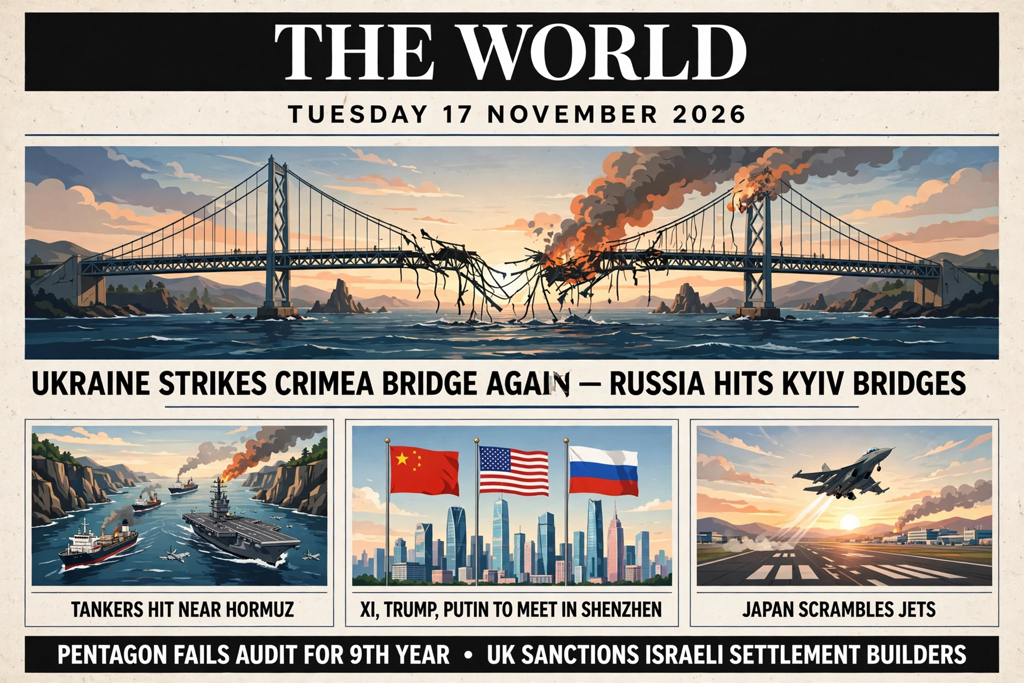 THE WORLD
TUESDAY 17 NOVEMBER 2026
UKRAINE STRIKES CRIMEA BRIDGE AGAIN — RUSSIA HITS KYIV BRIDGES
TANKERS HIT NEAR HORMUZ
XI, TRUMP, PUTIN TO MEET IN SHENZHEN
JAPAN SCRAMBLES JETS
PENTAGON FAILS AUDIT FOR 9TH YEAR • UK SANCTIONS ISRAELI SETTLEMENT BUILDERS